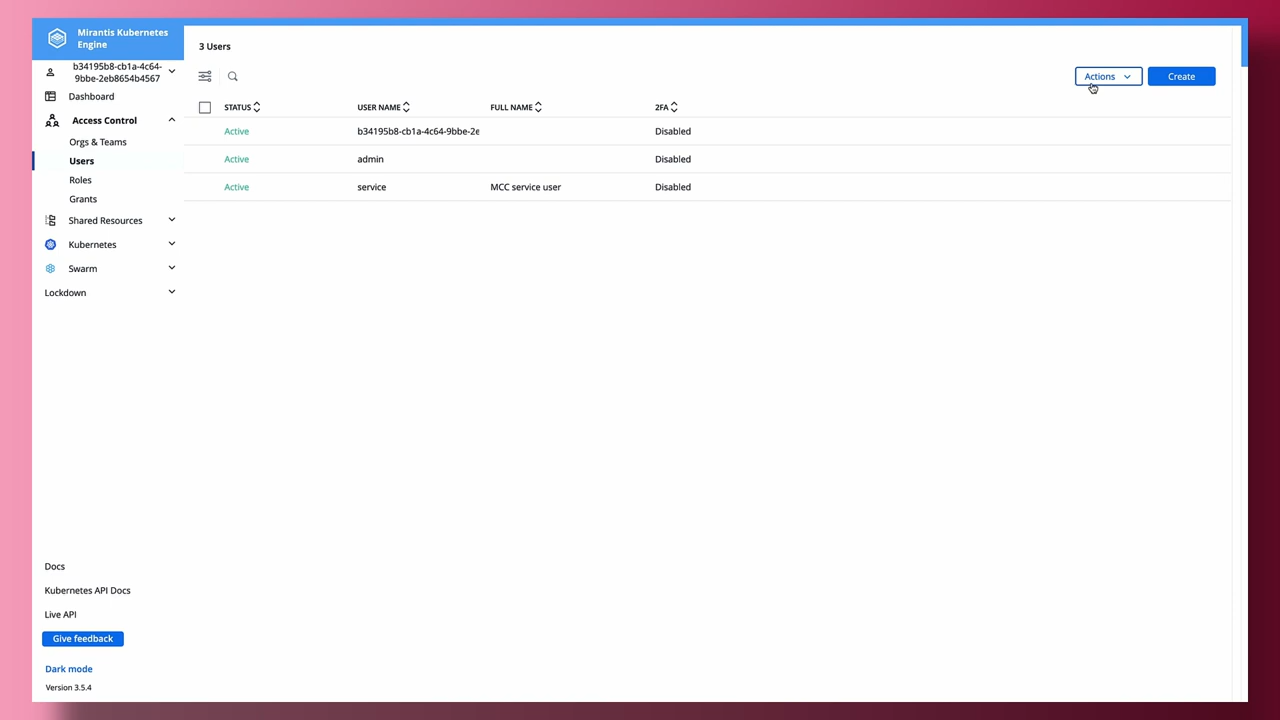 Mirantis Kubernetes
Engine
b34195b8-cb1a-4c64-
9bbe-2eb8654b4567
Dashboard
Access Control
Orgs & Teams
Users
Roles
Grants
Shared Resources
Kubernetes
Swarm
Lockdown
Docs
Kubernetes API Docs
Live API
Give feedback
Dark mode
Version 3.5.4
3 Users
Actions
Create
STATUS USER NAME FULL NAME 2FA
Active b34195b8-cb1a-4c64-9bbe-2e Disabled
Active admin Disabled
Active service MCC service user Disabled